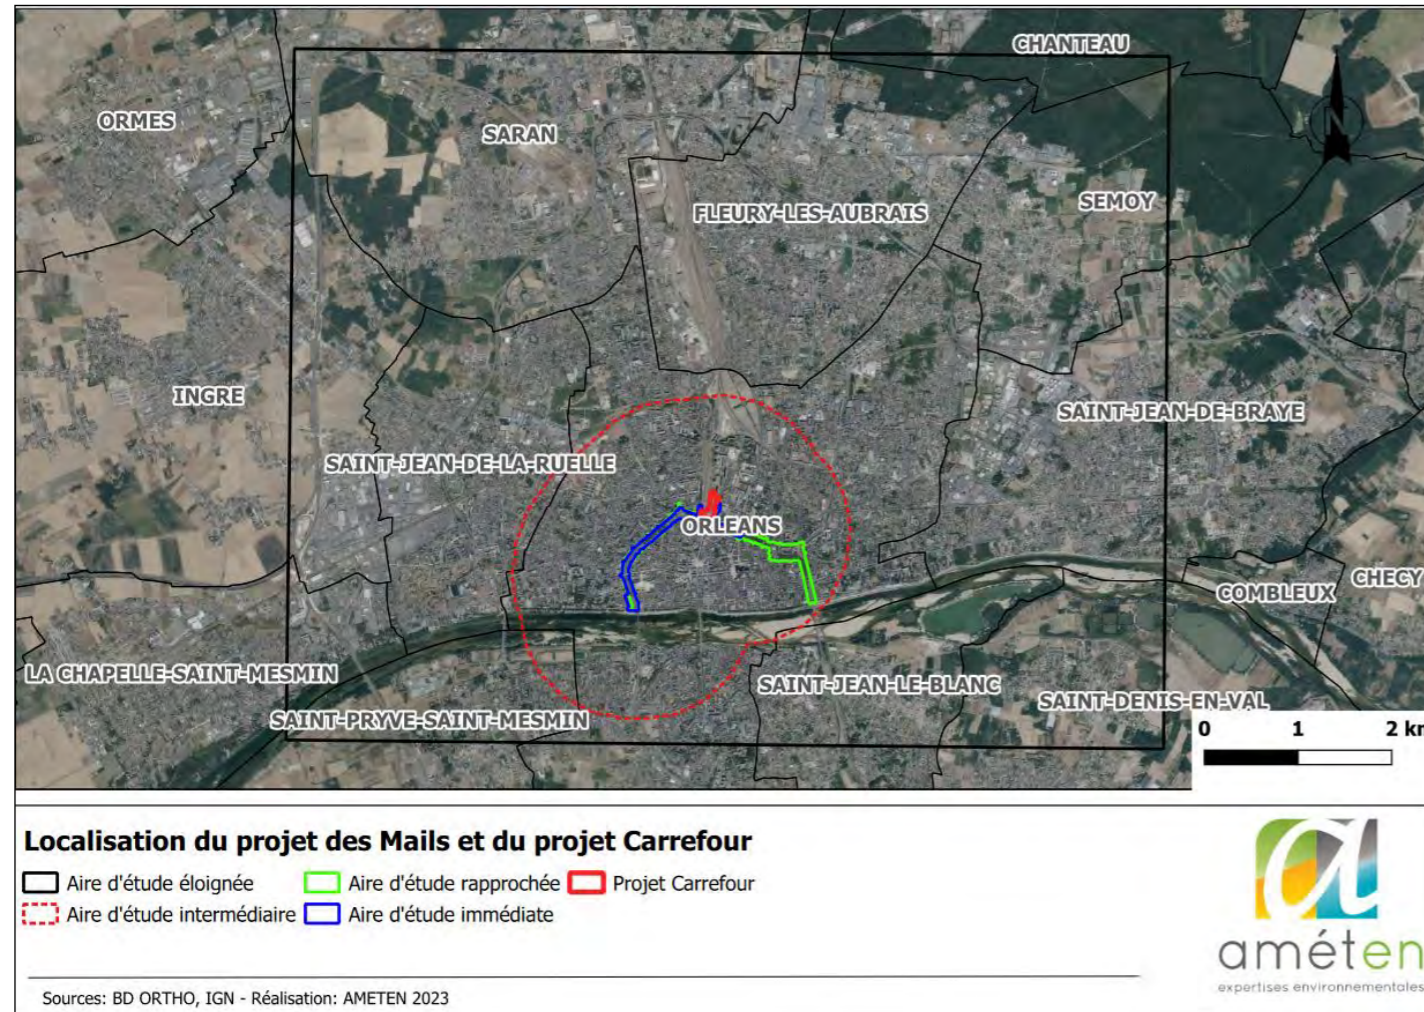 CHANTEAU
ORMES
SARAN
N
SEMOY
FLEURY-LES-AUBRAIS
INGRE
SAINT-JEAN-DE-BRAYE
SAINT-JEAN-DE-LA-RUELLE
ORLEANS
CHECY
COMBLEUX
LA CHAPELLE-SAINT-MESMIN
SAINT-JEAN-LE-BLANC
SAINT-DENIS-EN-VAL
SAINT-PRYVE-SAINT-MESMIN
0 1 2 km
Localisation du projet des Mails et du projet Carrefour
Aire d'étude éloignée Aire d'étude rapprochée Projet Carrefour
Aire d'étude intermédiaire Aire d'étude immédiate
améten
expertises environnementales
Sources: BD ORTHO, IGN - Réalisation: AMETEN 2023